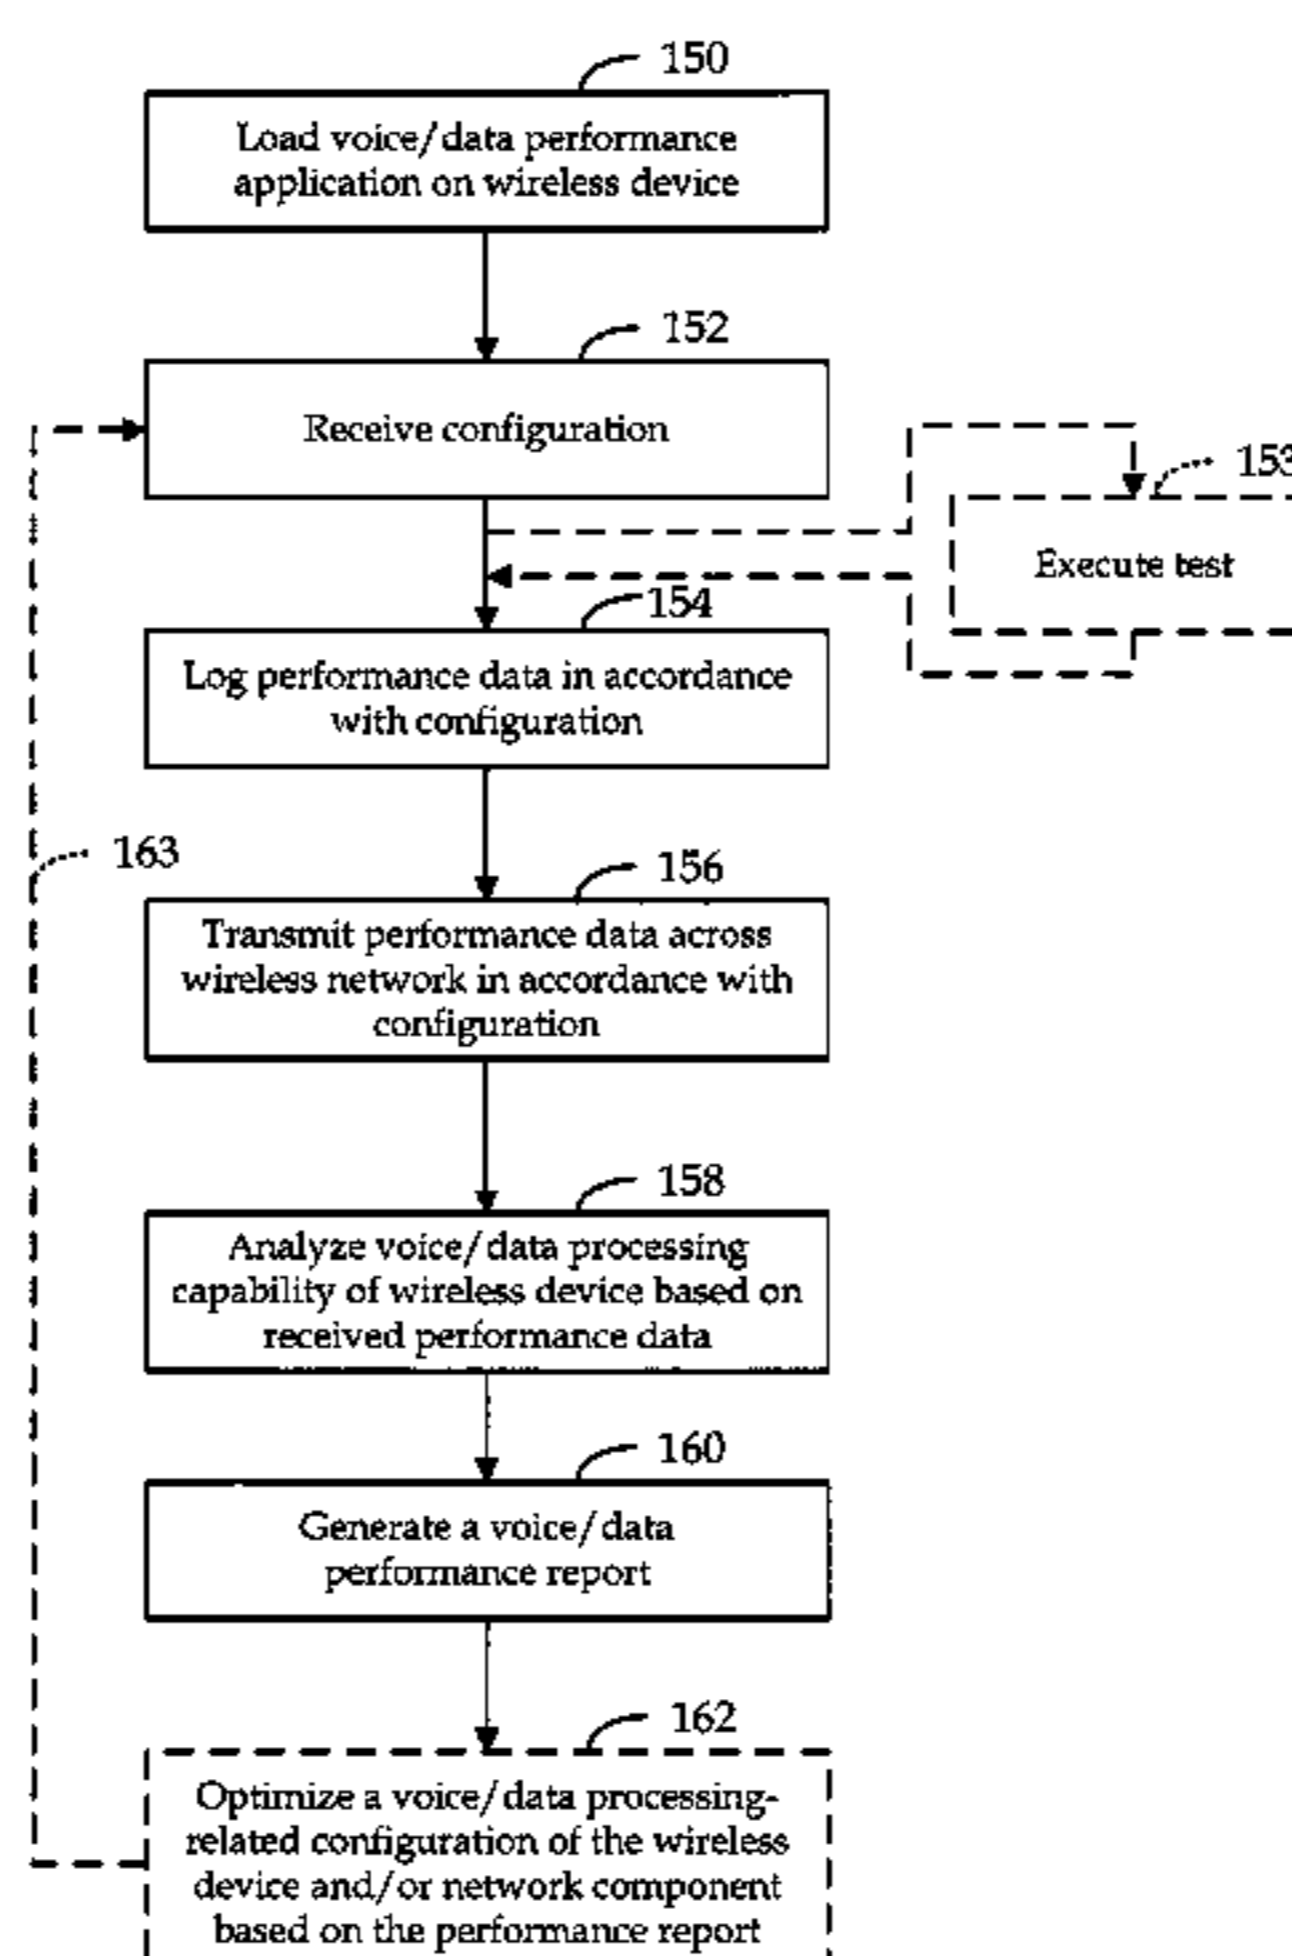 150
Load voice/data performance
application on wireless device
152
Receive configuration
153
Execute test
154
Log performance data in accordance
with configuration
163
156
Transmit performance data across
wireless network in accordance with
configuration
158
Analyze voice/data processing
capability of wireless device based on
received performance data
160
Generate a voice/data
performance report
162
Optimize a voice/data processing-
related configuration of the wireless
device and/or network component
based on the performance report